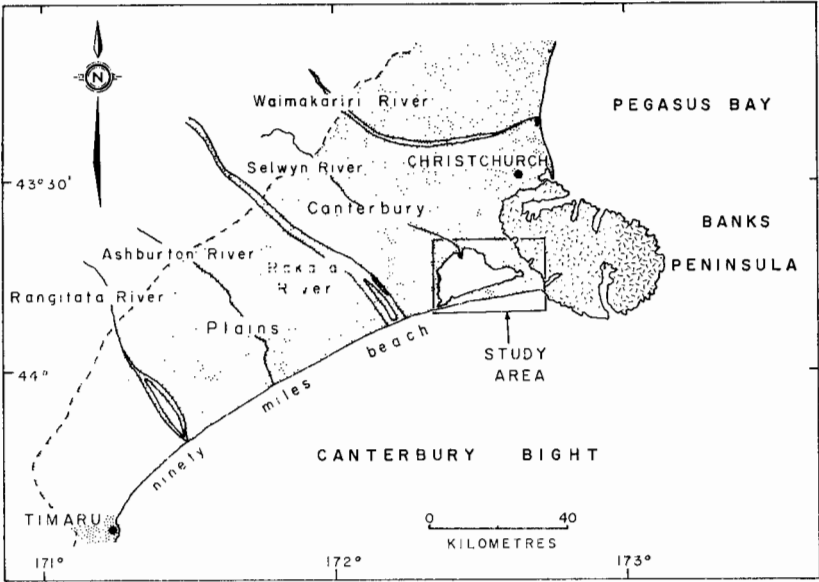 N
Waimakariri River
PEGASUS BAY
Selwyn River
CHRISTCHURCH
43°30'
Canterbury
BANKS
PENINSULA
Ashburton River
River
Rangitata River
Plains
beach
STUDY
AREA
44°
miles
ninety
CANTERBURY BIGHT
TIMARU
0 40
KILOMETRES
171° 172° 173°